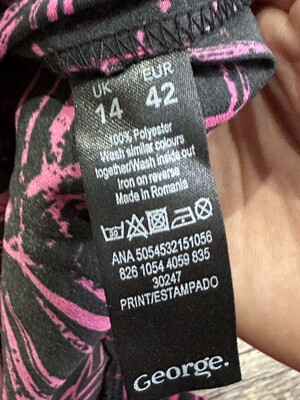 UK EUR
14 42
100% Polyester
Wash similar colours
together/Wash inside out
Iron on reverse
Made in Romania
ANA 5054532151056
826 1054 4059 835
30247
PRINT/ESTAMPADO
George.